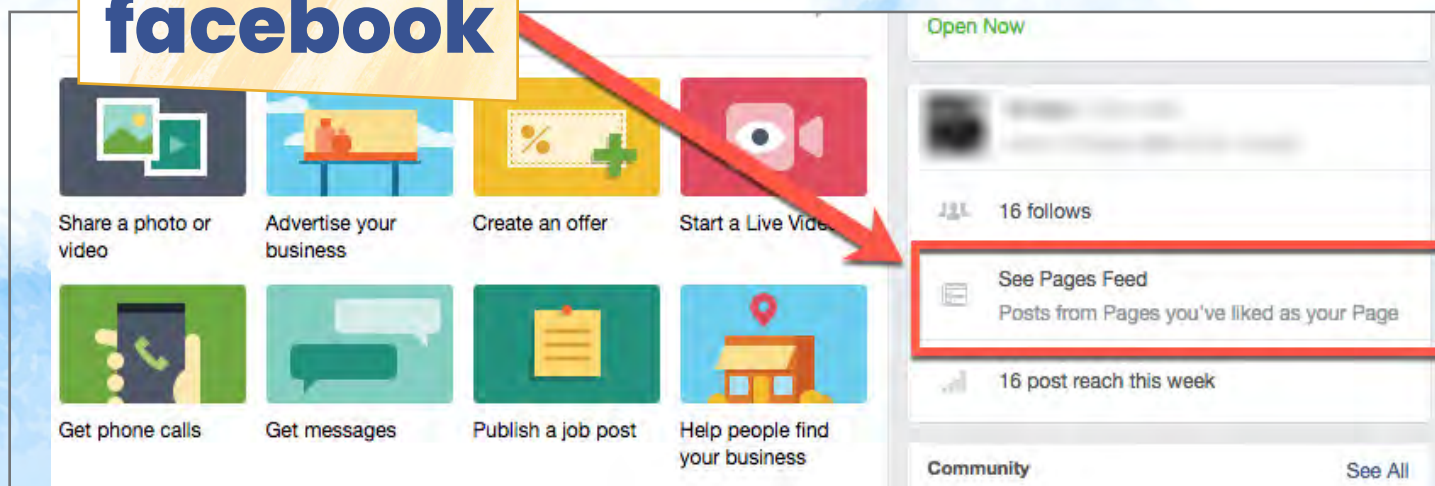 facebook
Share a photo or
video
Advertise your
business
Create an offer
Start a Live Video
Get phone calls
Get messages
Publish a job post
Help people find
your business
Open Now
16 follows
See Pages Feed
Posts from Pages you've liked as your Page
16 post reach this week
Community
See All